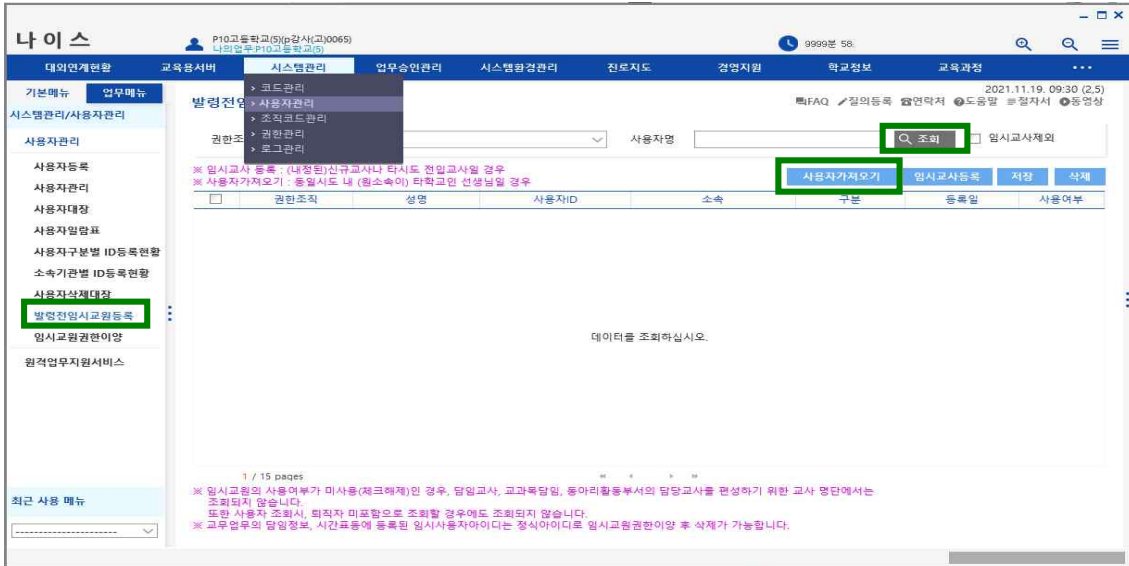 나이스
P10고등학교(5)(p강사(고)0065)
나의업무:P10고등학교(5)
9999분 58.
대외연계현황 교육용서버 시스템관리 업무승인관리 시스템환경관리 진로지도 경영지원 학교정보 교육과정 •••
기본메뉴 업무메뉴
› 코드관리
› 사용자관리
› 조직코드관리
› 권한관리
› 로그관리
2021.11.19. 09:30 (2,5)
발령전임
FAQ 질의등록 연락처 도움말 절차서 동영상
시스템관리/사용자관리
권한조 사용자명 조회 임시교사제외
사용자관리
사용자등록
사용자관리
사용자대장
사용자일람표
사용자구분별 ID등록현황
소속기관별 ID등록현황
사용자삭제대장
발령전임시교원등록
임시교원권한이양
원격업무지원서비스
※ 임시교사 등록 : (내정된)신규교사나 타시도 전입교사일 경우
※ 사용자가져오기 : 동일시도 내 (원소속이) 타학교인 선생님일 경우
사용자가져오기 임시교사등록 저장 삭제
권한조직 성명 사용자ID 소속 구분 등록일 사용여부
데이터를 조회하십시오.
1 / 15 pages
최근 사용 메뉴
----------------------
※ 임시교원의 사용여부가 미사용(체크해제)인 경우, 담임교사, 교과목담임, 동아리활동부서의 담당교사를 편성하기 위한 교사 명단에서는
조회되지 않습니다.
또한 사용자 조회시, 퇴직자 미포함으로 조회할 경우에도 조회되지 않습니다.
※ 교무업무의 담임정보, 시간표등에 등록된 임시사용자아이디는 정식아이디로 임시교원권한이양 후 삭제가 가능합니다.